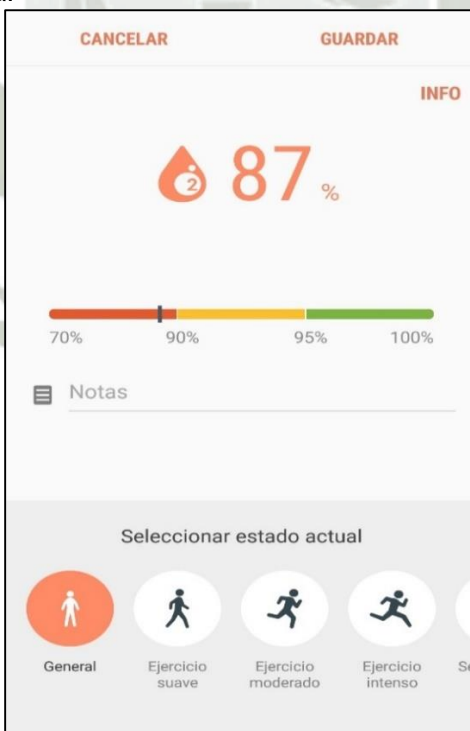 CANCELAR GUARDAR
INFO
2 87 %
70% 90% 95% 100%
Notas
Seleccionar estado actual
General Ejercicio suave Ejercicio moderado Ejercicio intenso